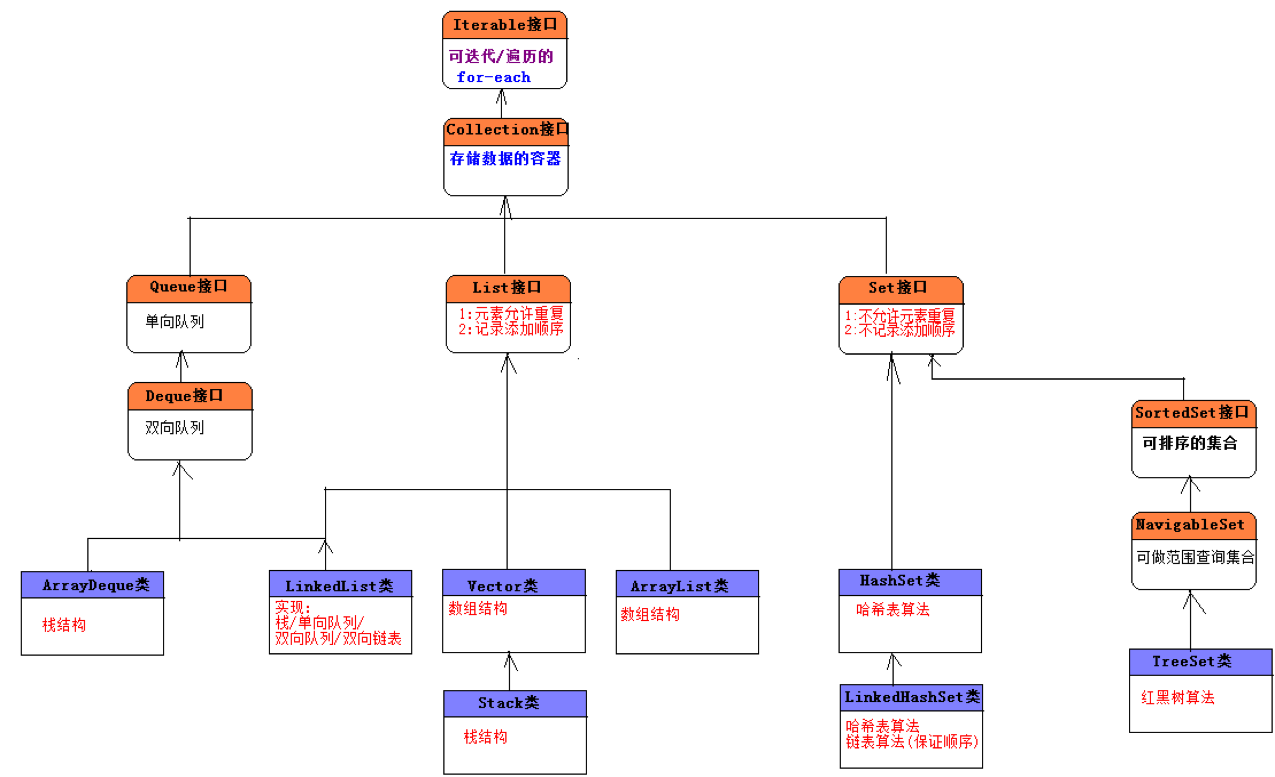 Iterable接口
可迭代/遍历的
for-each
Collection接口
存储数据的容器
Queue接口
单向队列
List接口
1:元素允许重复
2:记录添加顺序
Set接口
1:不允许元素重复
2:不记录添加顺序
Deque接口
双向队列
SortedSet接口
可排序的集合
NavigableSet
可做范围查询集合
ArrayDeque类
栈结构
LinkedList类
实现:
栈/单向队列/
双向队列/双向链表
Vector类
数组结构
ArrayList类
数组结构
HashSet类
哈希表算法
Stack类
栈结构
LinkedHashSet类
哈希表算法
链表算法(保证顺序)
TreeSet类
红黑树算法